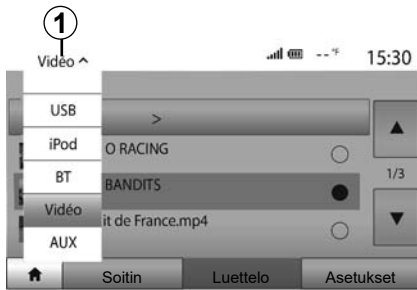 1
Vidéo ^ --°F 15:30
USB
>
iPod
O RACING
BT
1/3
BANDITS
Vidéo
it de France.mp4
AUX
Soitin Luettelo Asetukset